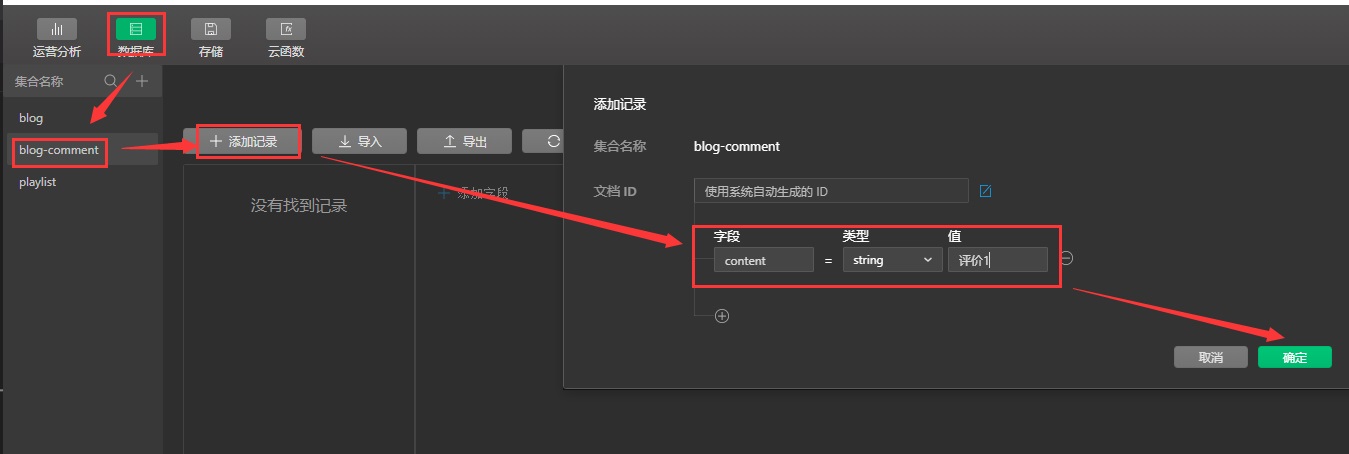 运营分析
数据库
存储
云函数
集合名称
blog
blog-comment
playlist
添加记录
导入
导出
没有找到记录
添加字段
添加记录
集合名称
blog-comment
文档 ID
使用系统自动生成的 ID
字段 类型 值
content = string 评价1
取消
确定